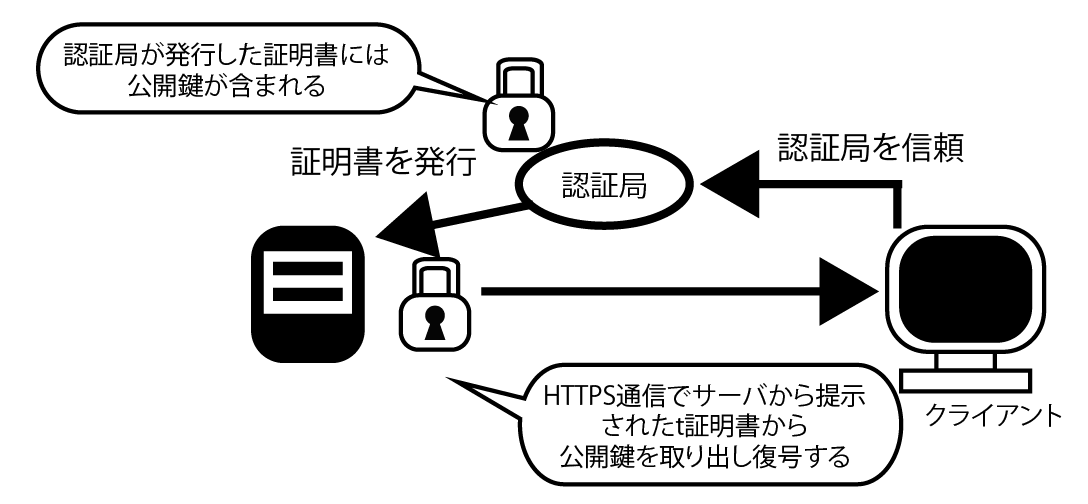 認証局が発行した証明書には
公開鍵が含まれる
証明書を発行
認証局
認証局を信頼
HTTPS通信でサーバから提示
されたt証明書から
公開鍵を取り出し復号する
クライアント